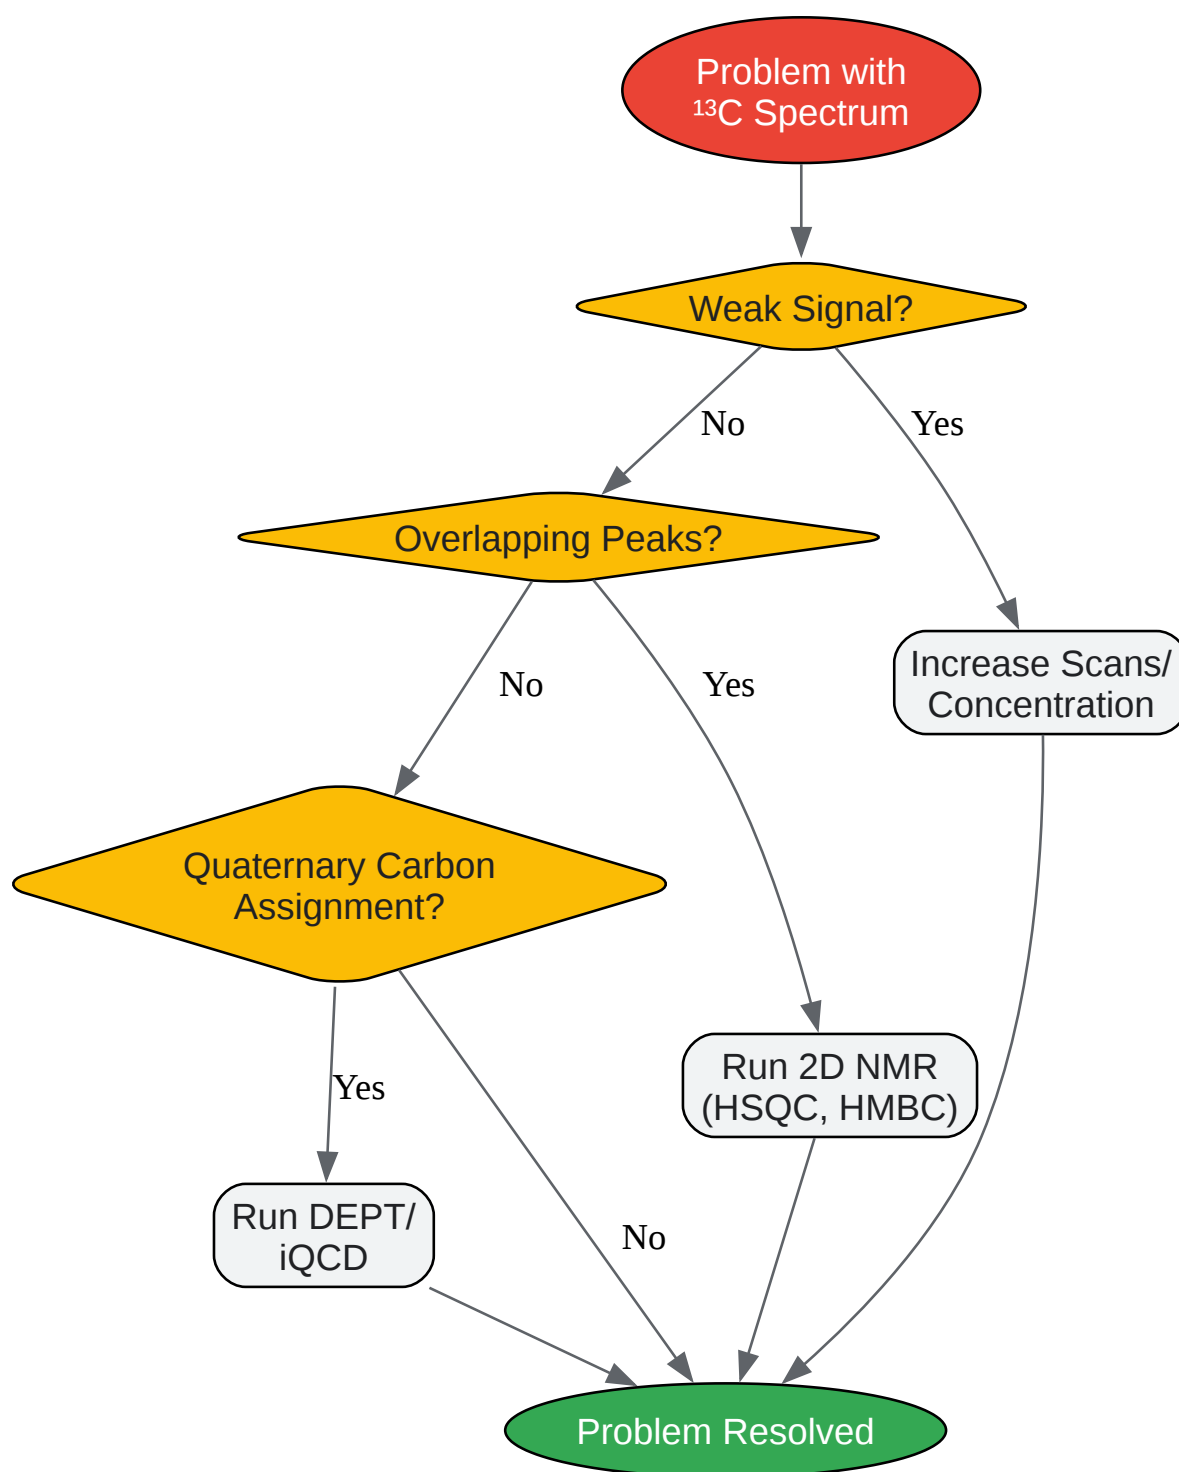 Problem with
¹³C Spectrum
Weak Signal?
No
Yes
Overlapping Peaks?
No
Yes
Increase Scans/
Concentration
Quaternary Carbon
Assignment?
Yes
Run 2D NMR
(HSQC, HMBC)
Run DEPT/
iQCD
No
Problem Resolved